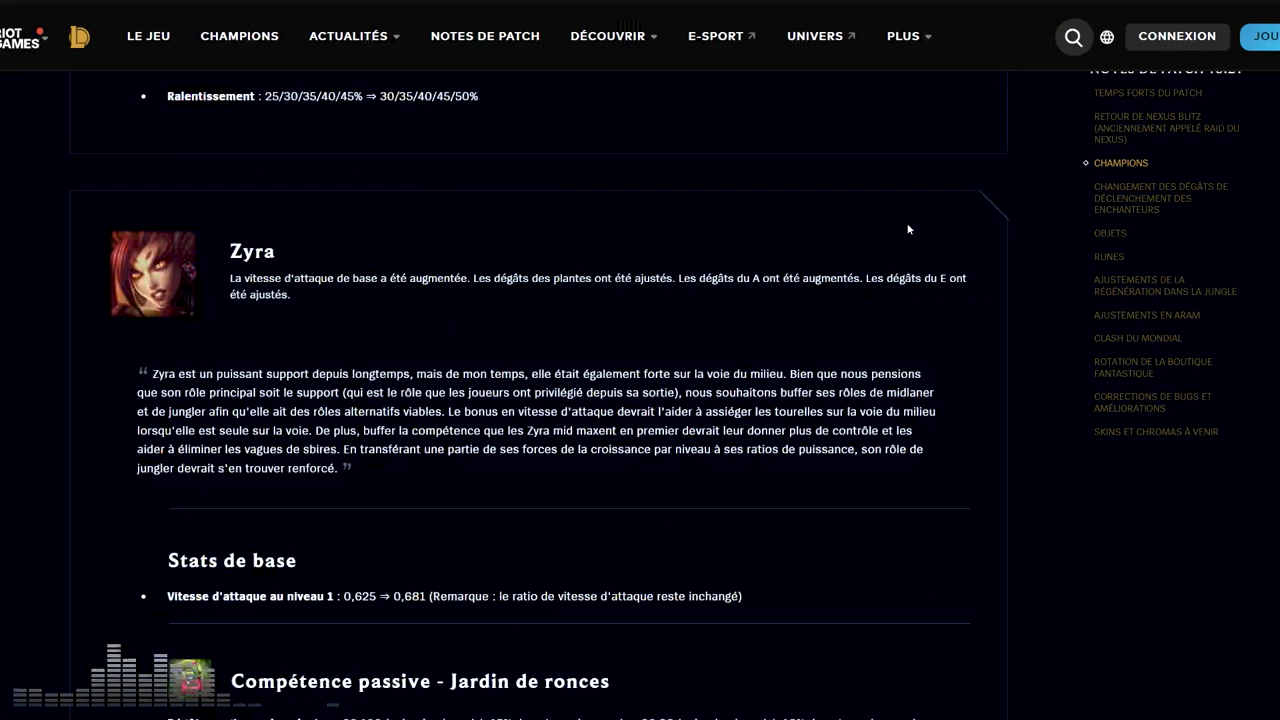 RIOT
GAMES
LE JEU
CHAMPIONS
ACTUALITÉS
NOTES DE PATCH
DÉCOUVRIR
E-SPORT
UNIVERS
PLUS
CONNEXION
JOU
• Ralentissement : 25/30/35/40/45% ⇒ 30/35/40/45/50%
Zyra
La vitesse d'attaque de base a été augmentée. Les dégâts des plantes ont été ajustés. Les dégâts du A ont été augmentés. Les dégâts du E ont
été ajustés.
“ Zyra est un puissant support depuis longtemps, mais de mon temps, elle était également forte sur la voie du milieu. Bien que nous pensions
que son rôle principal soit le support (qui est le rôle que les joueurs ont privilégié depuis sa sortie), nous souhaitons buffer ses rôles de midlaner
et de jungler afin qu'elle ait des rôles alternatifs viables. Le bonus en vitesse d'attaque devrait l'aider à assiéger les tourelles sur la voie du milieu
lorsqu'elle est seule sur la voie. De plus, buffer la compétence que les Zyra mid maxent en premier devrait leur donner plus de contrôle et les
aider à éliminer les vagues de sbires. En transférant une partie de ses forces de la croissance par niveau à ses ratios de puissance, son rôle de
jungler devrait s'en trouver renforcé. ”
Stats de base
• Vitesse d'attaque au niveau 1 : 0,625 ⇒ 0,681 (Remarque : le ratio de vitesse d'attaque reste inchangé)
Compétence passive - Jardin de ronces
NOTES DE PATCH
TEMPS FORTS DU PATCH
RETOUR DE NEXUS BLITZ
(ANCIENNEMENT APPELÉ RAID DU
NEXUS)
CHAMPIONS
CHANGEMENT DES DÉGÂTS DE
DÉCLENCHEMENT DES
ENCHANTEURS
OBJETS
RUNES
AJUSTEMENTS DE LA
RÉGÉNÉRATION DANS LA JUNGLE
AJUSTEMENTS EN ARAM
CLASH DU MONDIAL
ROTATION DE LA BOUTIQUE
FANTASTIQUE
CORRECTIONS DE BUGS ET
AMÉLIORATIONS
SKINS ET CHROMAS À VENIR